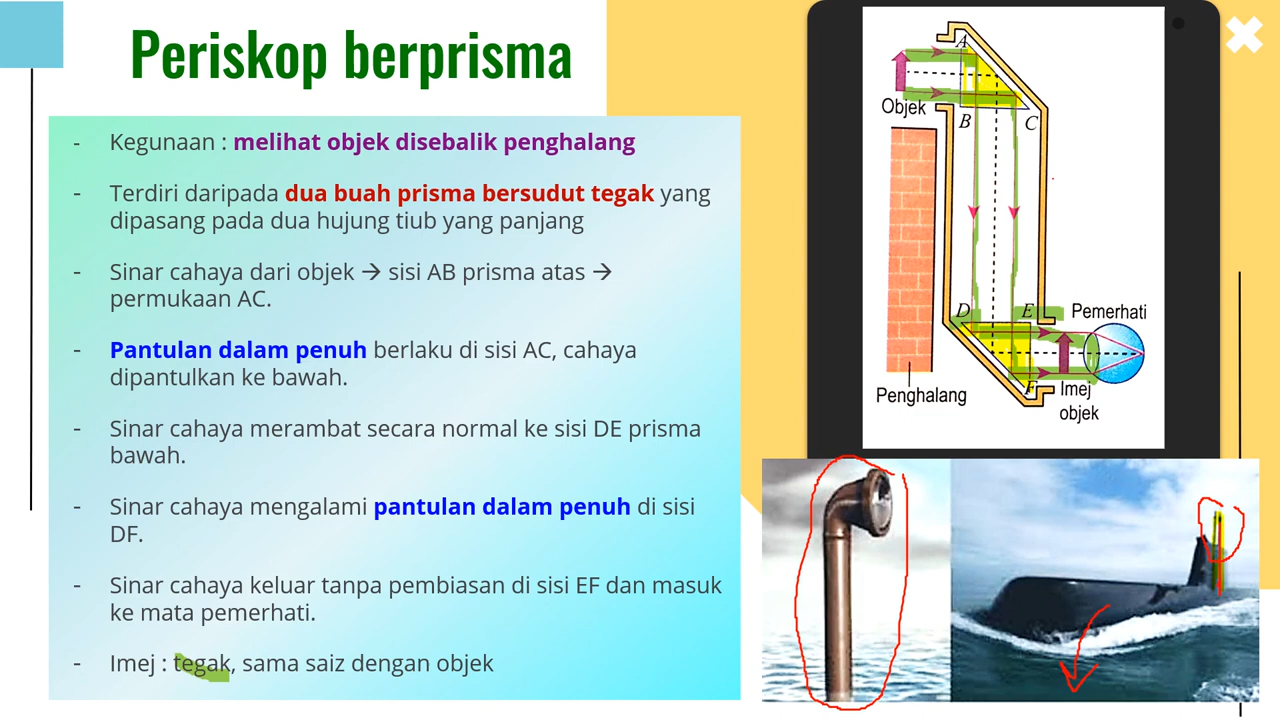 Periskop berprisma
- Kegunaan : melihat objek disebalik penghalang
- Terdiri daripada dua buah prisma bersudut tegak yang
dipasang pada dua hujung tiub yang panjang
- Sinar cahaya dari objek → sisi AB prisma atas →
permukaan AC.
- Pantulan dalam penuh berlaku di sisi AC, cahaya
dipantulkan ke bawah.
- Sinar cahaya merambat secara normal ke sisi DE prisma
bawah.
- Sinar cahaya mengalami pantulan dalam penuh di sisi
DF.
- Sinar cahaya keluar tanpa pembiasan di sisi EF dan masuk
ke mata pemerhati.
- Imej : tegak, sama saiz dengan objek
A
Objek
B
C
D
E
Pemerhati
F
Penghalang
Imej
objek